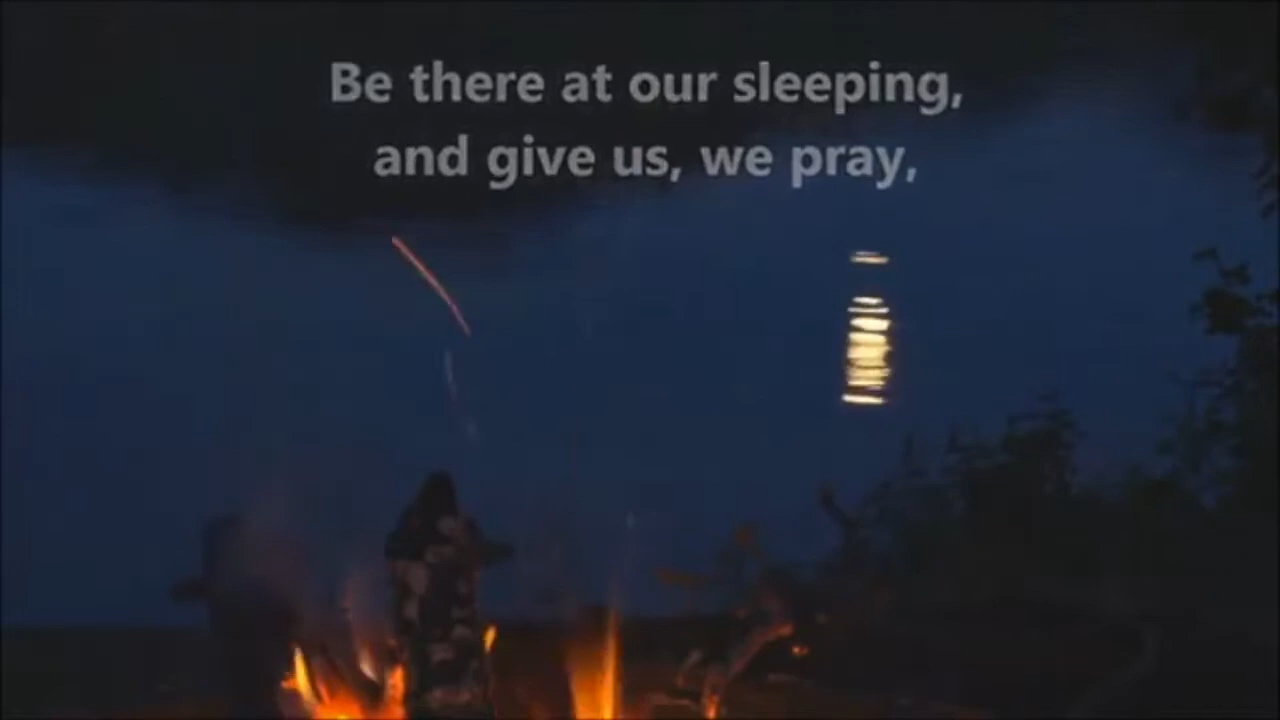 Be there at our sleeping,
and give us, we pray,